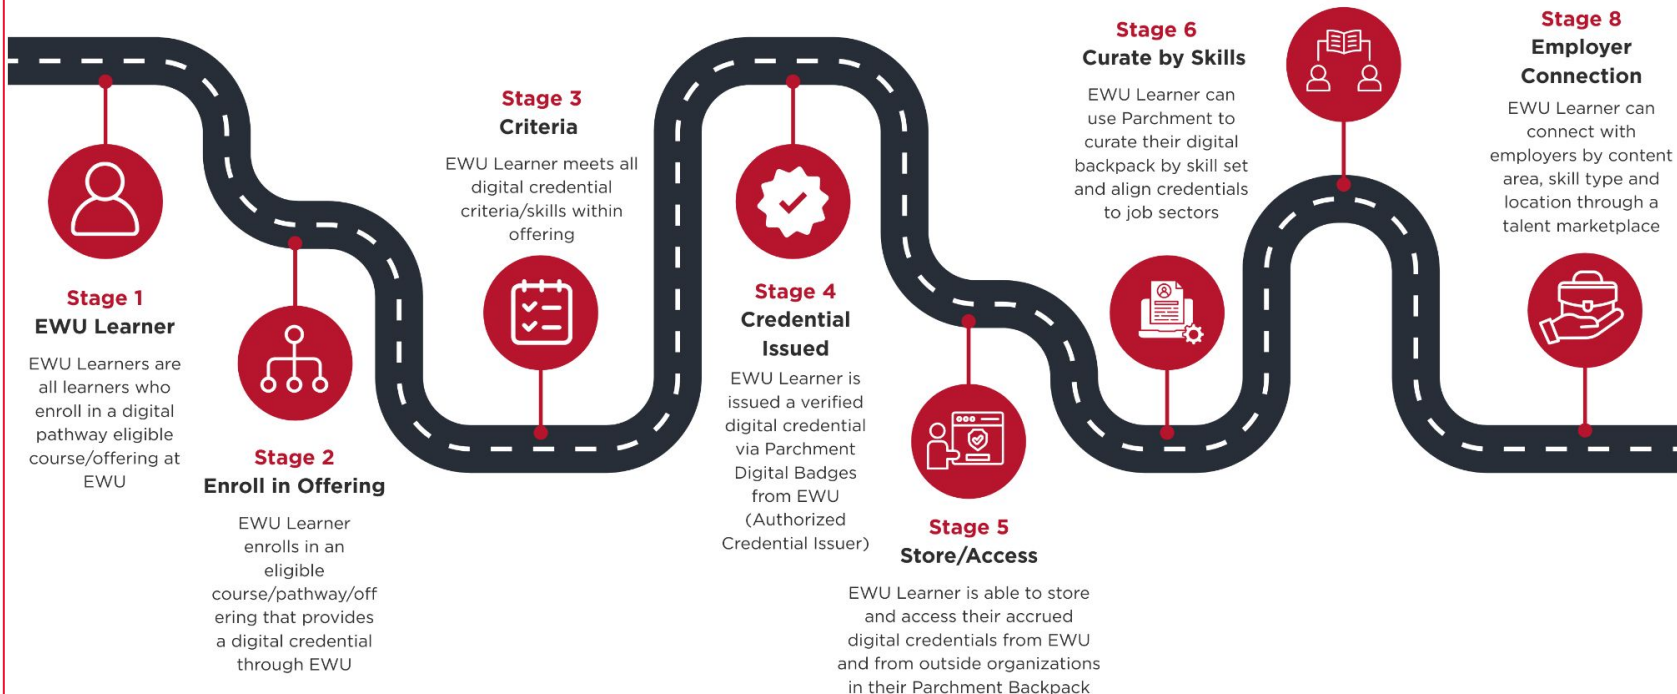 Stage 1
EWU Learner
EWU Learners are
all learners who
enroll in a digital
pathway eligible
course/offering at
EWU
Stage 2
Enroll in Offering
EWU Learner
enrolls in an
eligible
course/pathway/off
ering that provides
a digital credential
through EWU
Stage 3
Criteria
EWU Learner meets all
digital credential
criteria/skills within
offering
Stage 4
Credential
Issued
EWU Learner is
issued a verified
digital credential
via Parchment
Digital Badges
from EWU
(Authorized
Credential Issuer)
Stage 5
Store/Access
EWU Learner is able to store
and access their accrued
digital credentials from EWU
and from outside organizations
in their Parchment Backpack
Stage 6
Curate by Skills
EWU Learner can
use Parchment to
curate their digital
backpack by skill set
and align credentials
to job sectors
Stage 8
Employer
Connection
EWU Learner can
connect with
employers by content
area, skill type and
location through a
talent marketplace